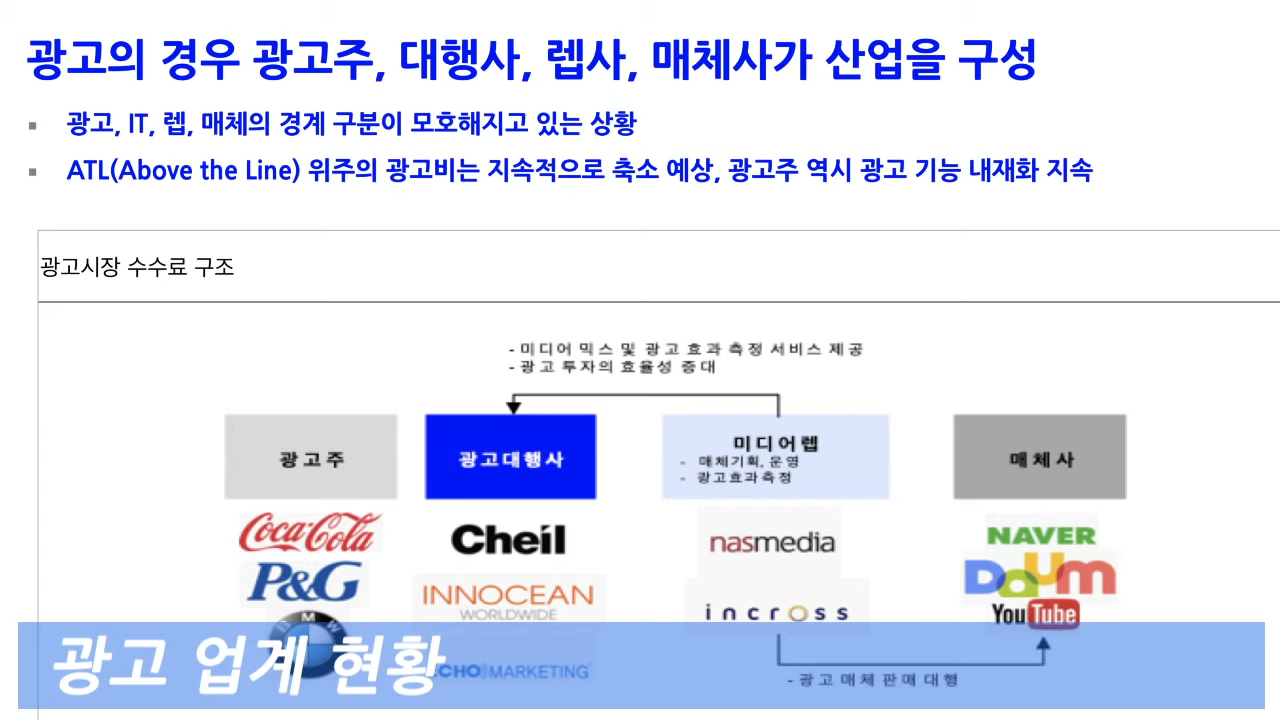 광고의 경우 광고주, 대행사, 렙사, 매체사가 산업을 구성
▪ 광고, IT, 렙, 매체의 경계 구분이 모호해지고 있는 상황
▪ ATL(Above the Line) 위주의 광고비는 지속적으로 축소 예상, 광고주 역시 광고 기능 내재화 지속
광고시장 수수료 구조
- 미디어 믹스 및 광고 효과 측정 서비스 제공
- 광고 투자의 효율성 증대
광고주
광고대행사
미디어렙
- 매체기획, 운영
- 광고효과측정
매체사
Coca-Cola
P&G
BMW
Cheil
INNOCEAN
WORLDWIDE
ECHO MARKETING
nasmedia
incross
NAVER
Daum
YouTube
- 광고 매체 판매 대행
광고 업계 현황